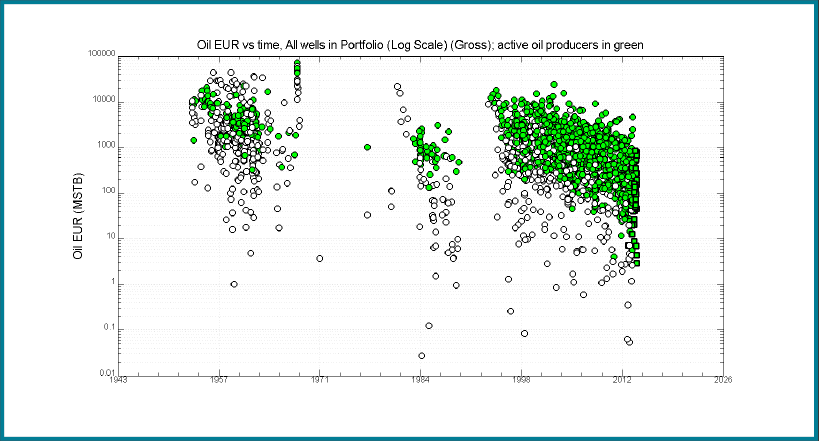 Oil EUR vs time, All wells in Portfolio (Log Scale) (Gross); active oil producers in green
100000
10000
1000
100
10
1
0.1
0.01
Oil EUR (MSTB)
1943 1957 1971 1984 1998 2012 2026